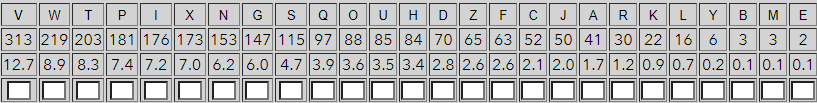 V W T P I X N G S Q O U H D Z F C J A R K L Y B M E
313 219 203 181 176 173 153 147 115 97 88 85 84 70 65 63 52 50 41 30 22 16 6 3 3 2
12.7 8.9 8.3 7.4 7.2 7.0 6.2 6.0 4.7 3.9 3.6 3.5 3.4 2.8 2.6 2.6 2.1 2.0 1.7 1.2 0.9 0.7 0.2 0.1 0.1 0.1